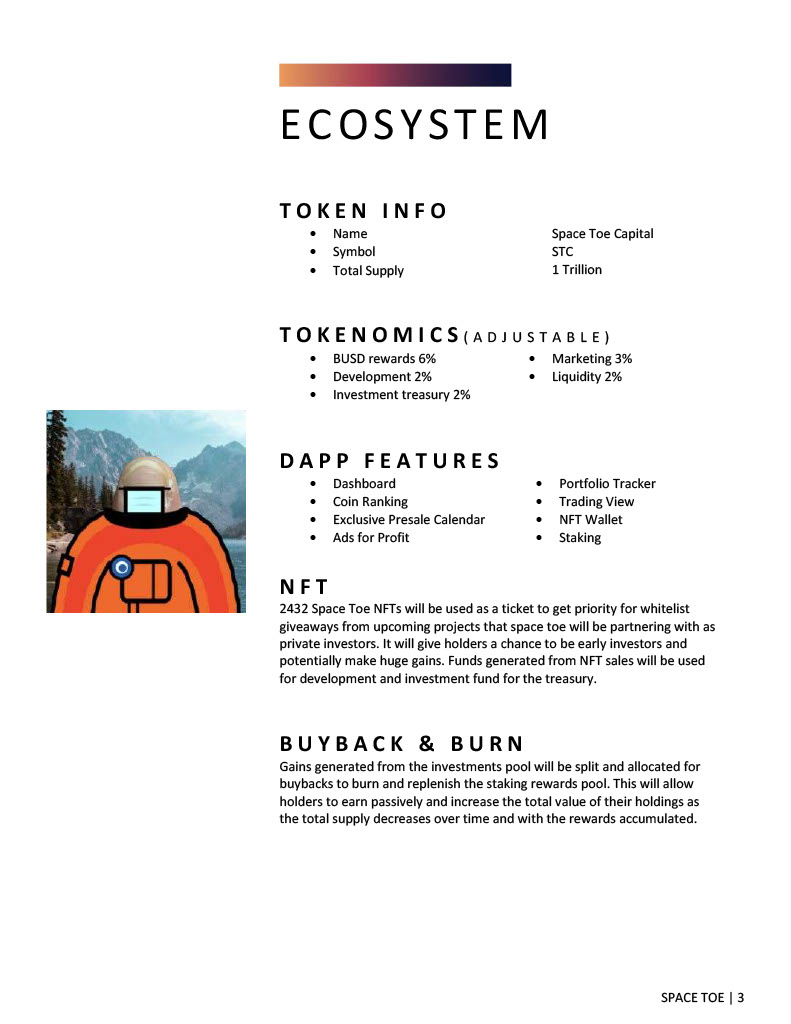 ECOSYSTEM
TOKEN INFO
• Name Space Toe Capital
• Symbol STC
• Total Supply 1 Trillion
TOKENOMICS(ADJUSTABLE)
• BUSD rewards 6% • Marketing 3%
• Development 2% • Liquidity 2%
• Investment treasury 2%
DAPP FEATURES
• Dashboard • Portfolio Tracker
• Coin Ranking • Trading View
• Exclusive Presale Calendar • NFT Wallet
• Ads for Profit • Staking
NFT
2432 Space Toe NFTs will be used as a ticket to get priority for whitelist
giveaways from upcoming projects that space toe will be partnering with as
private investors. It will give holders a chance to be early investors and
potentially make huge gains. Funds generated from NFT sales will be used
for development and investment fund for the treasury.
BUYBACK & BURN
Gains generated from the investments pool will be split and allocated for
buybacks to burn and replenish the staking rewards pool. This will allow
holders to earn passively and increase the total value of their holdings as
the total supply decreases over time and with the rewards accumulated.
SPACE TOE | 3